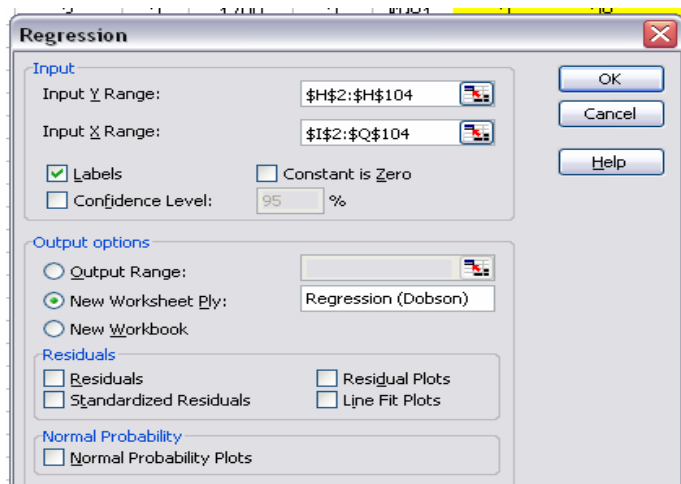 Regression
Input
Input Y Range: $H$2:$H$104
Input X Range: $I$2:$Q$104
Labels Constant is Zero
Confidence Level: 95 %
OK
Cancel
Help
Output options
Output Range:
New Worksheet Ply: Regression (Dobson)
New Workbook
Residuals
Residuals Residual Plots
Standardized Residuals Line Fit Plots
Normal Probability
Normal Probability Plots